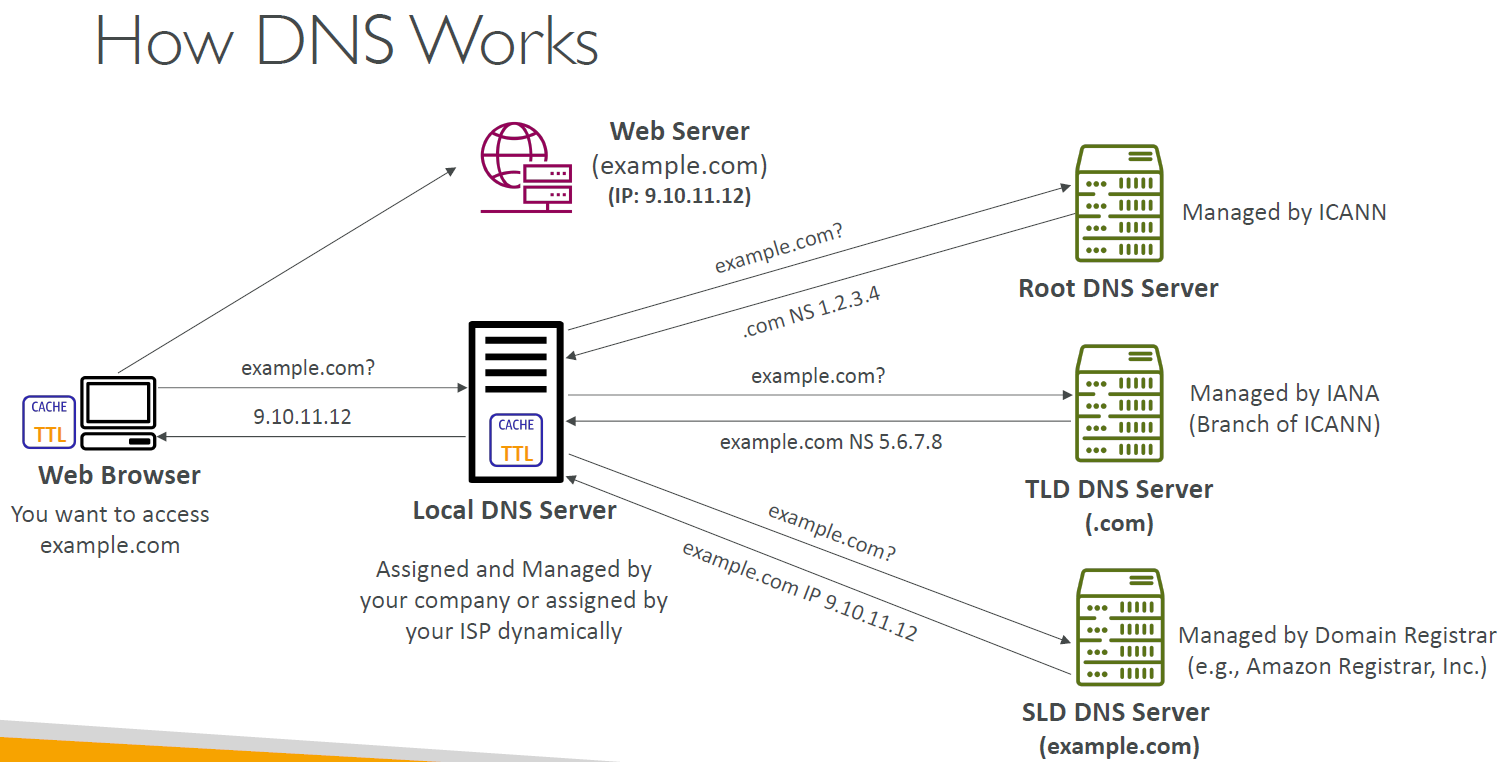 How DNS Works
Web Server
(example.com)
(IP: 9.10.11.12)
example.com?
.com NS 1.2.3.4
Managed by ICANN
Root DNS Server
example.com?
9.10.11.12
CACHE
TTL
Web Browser
You want to access
example.com
CACHE
TTL
Local DNS Server
Assigned and Managed by
your company or assigned by
your ISP dynamically
example.com?
example.com NS 5.6.7.8
Managed by IANA
(Branch of ICANN)
TLD DNS Server
(.com)
example.com?
example.com IP 9.10.11.12
Managed by Domain Registrar
(e.g., Amazon Registrar, Inc.)
SLD DNS Server
(example.com)